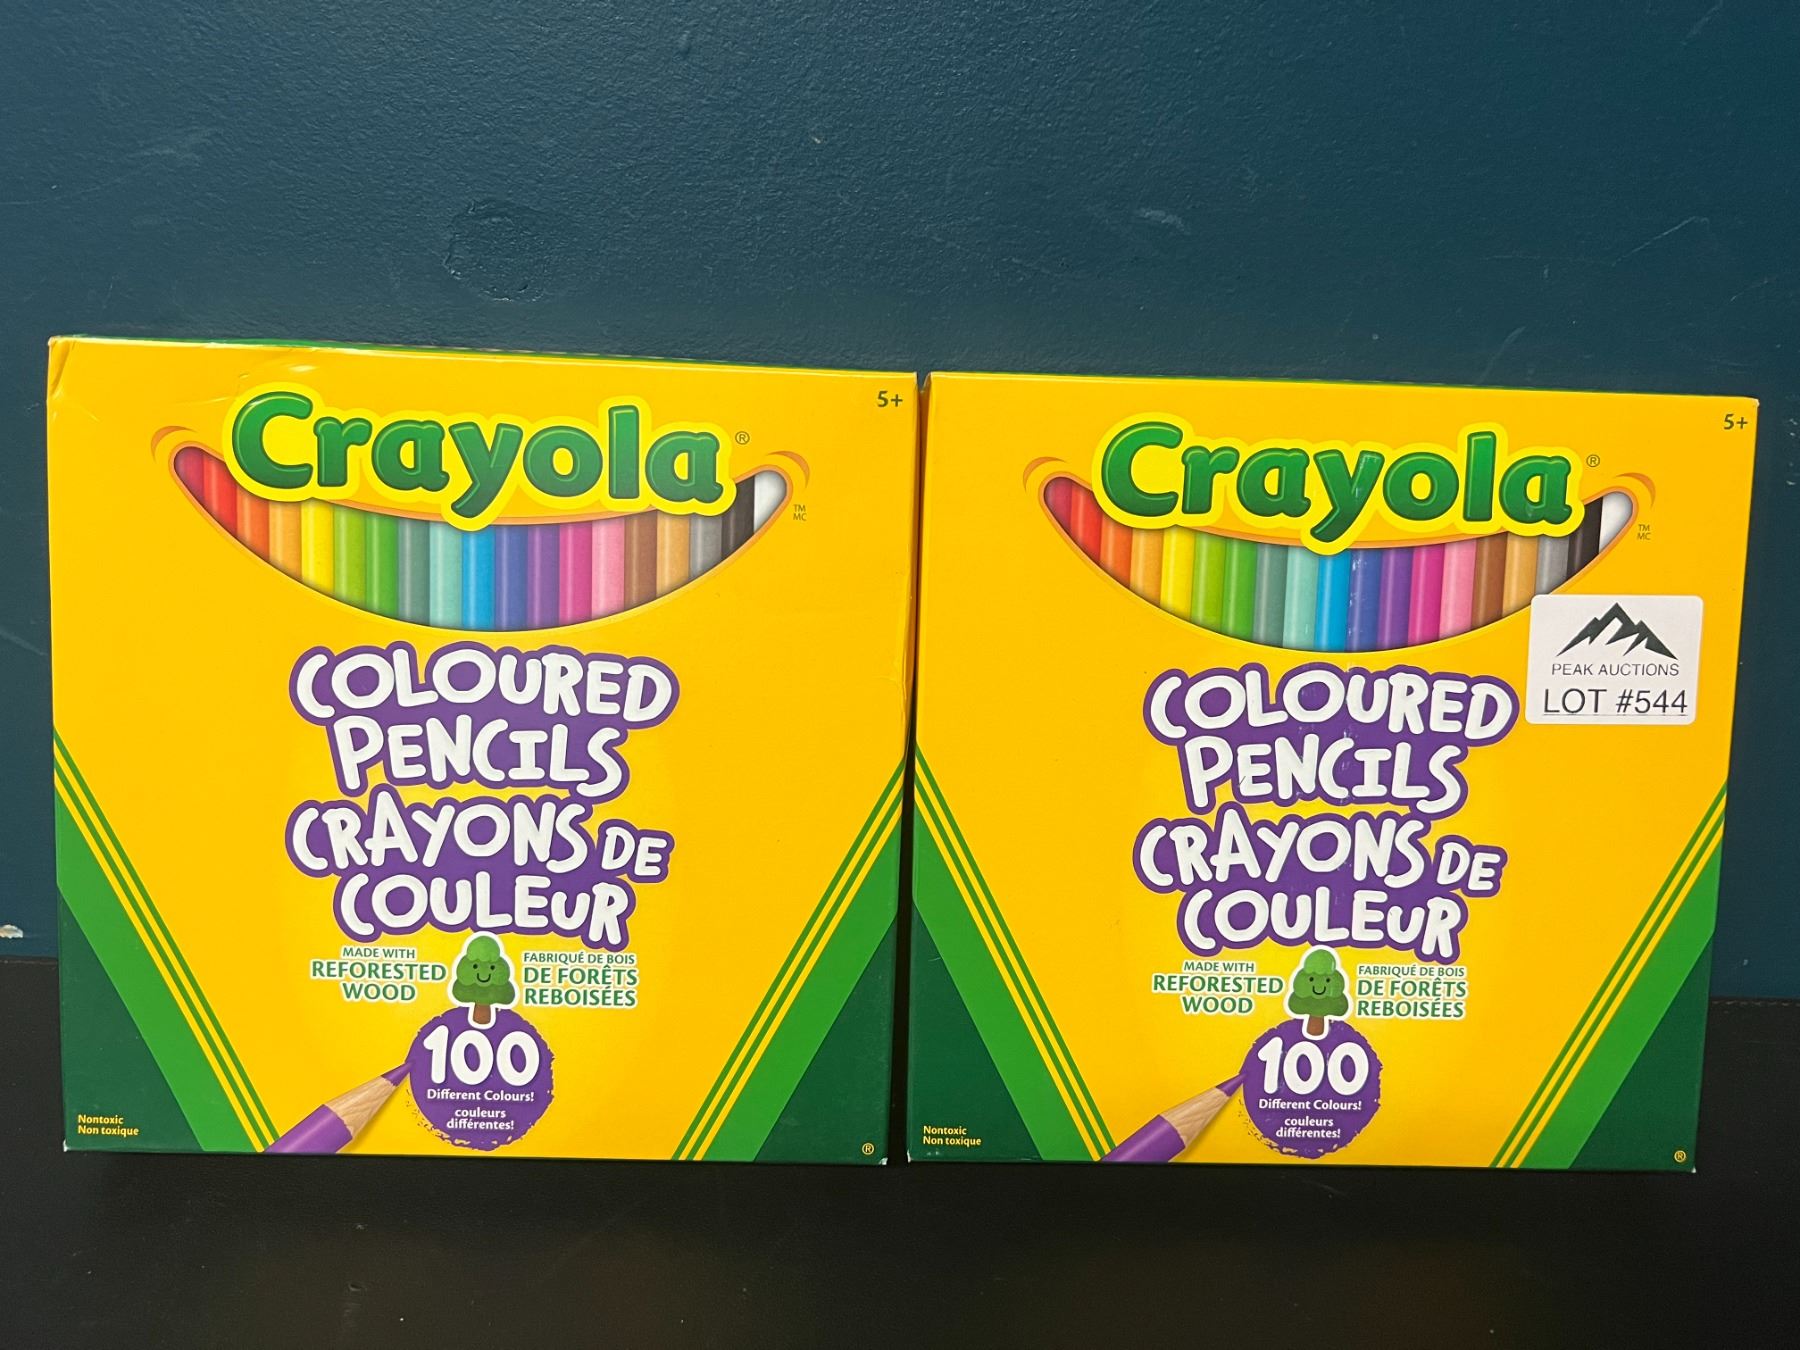 5+
Crayola®
TM
MC
COLOURED
PENCILS
CRAYONS DE
COULEUR
MADE WITH
REFORESTED
WOOD
FABRIQUÉ DE BOIS
DE FORÊTS
REBOISÉES
100
Different Colours!
couleurs
différentes!
Nontoxic
Non toxique
®
5+
Crayola®
TM
MC
PEAK AUCTIONS
LOT #544
COLOURED
PENCILS
CRAYONS DE
COULEUR
MADE WITH
REFORESTED
WOOD
FABRIQUÉ DE BOIS
DE FORÊTS
REBOISÉES
100
Different Colours!
couleurs
différentes!
Nontoxic
Non toxique
®